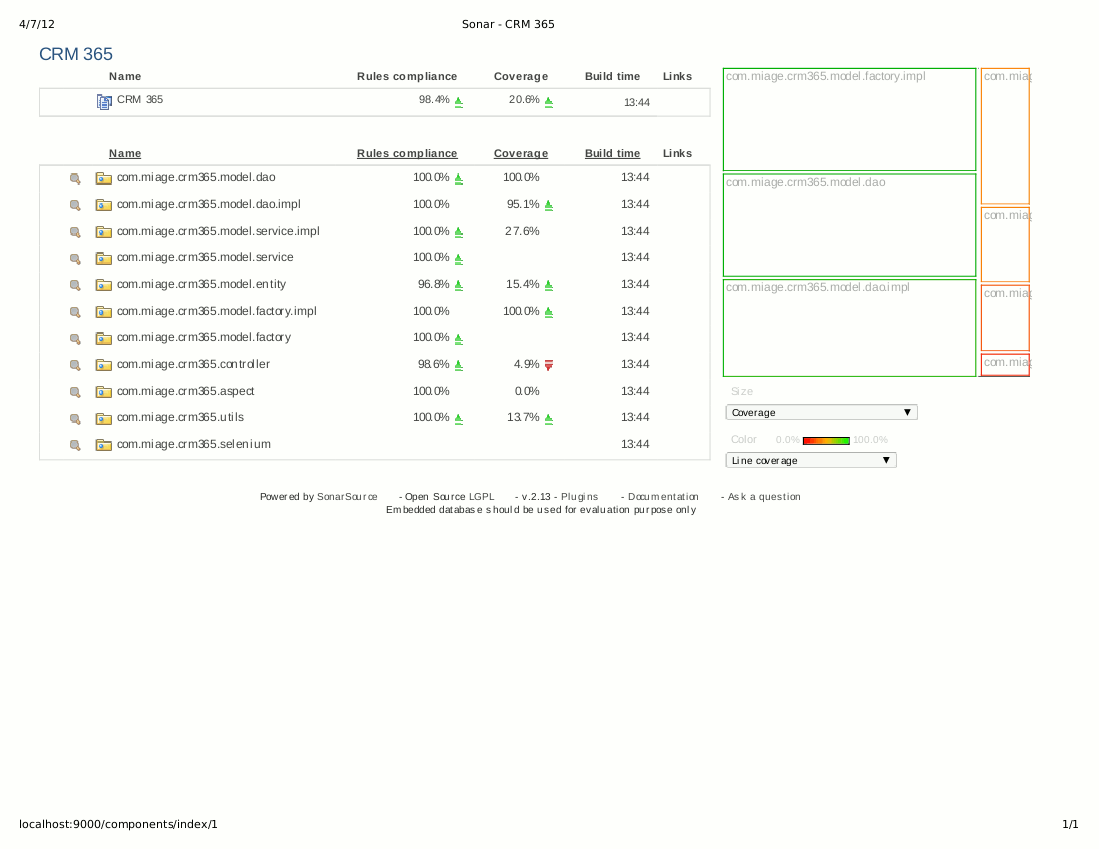 4/7/12 Sonar - CRM 365
CRM 365
Name Rules compliance Coverage Build time Links
CRM 365 98.4% 20.6% 13:44
Name Rules compliance Coverage Build time Links
com.miage.crm365.model.dao 100.0% 100.0% 13:44
com.miage.crm365.model.dao.impl 100.0% 95.1% 13:44
com.miage.crm365.model.service.impl 100.0% 27.6% 13:44
com.miage.crm365.model.service 100.0% 13:44
com.miage.crm365.model.entity 96.8% 15.4% 13:44
com.miage.crm365.model.factory.impl 100.0% 100.0% 13:44
com.miage.crm365.model.factory 100.0% 13:44
com.miage.crm365.controller 98.6% 4.9% 13:44
com.miage.crm365.aspect 100.0% 0.0% 13:44
com.miage.crm365.utils 100.0% 13.7% 13:44
com.miage.crm365.selenium 13:44
com.miage.crm365.model.factory.impl
com.miage.crm365.model.dao
com.miage.crm365.model.dao.impl
com.miag
com.miag
com.miag
com.miag
Size
Coverage
Color 0.0% 100.0%
Line coverage
Powered by SonarSource - Open Source LGPL - v.2.13 - Plugins - Documentation - Ask a question
Embedded database should be used for evaluation purpose only
localhost:9000/components/index/1 1/1